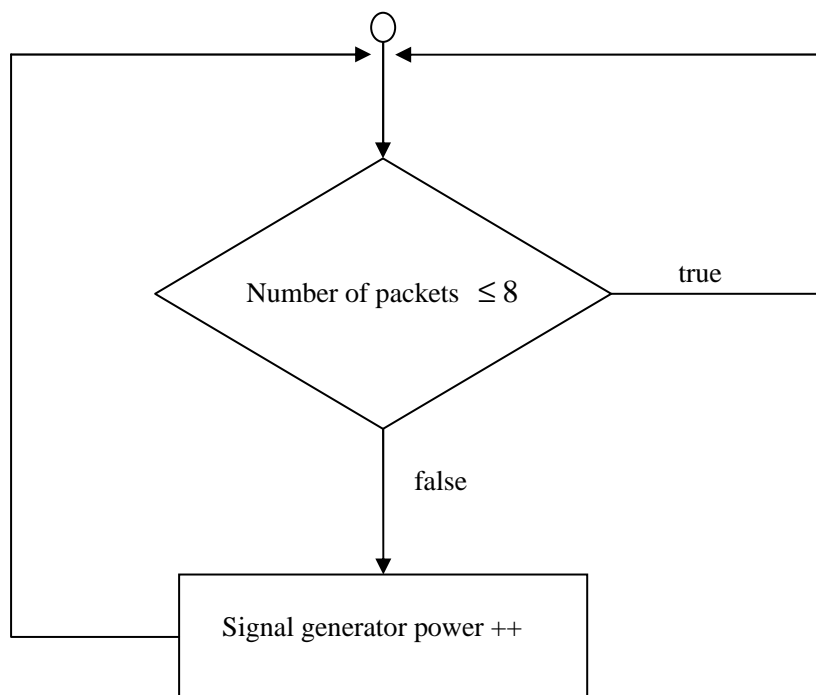 Number of packets ≤ 8
true
false
Signal generator power ++